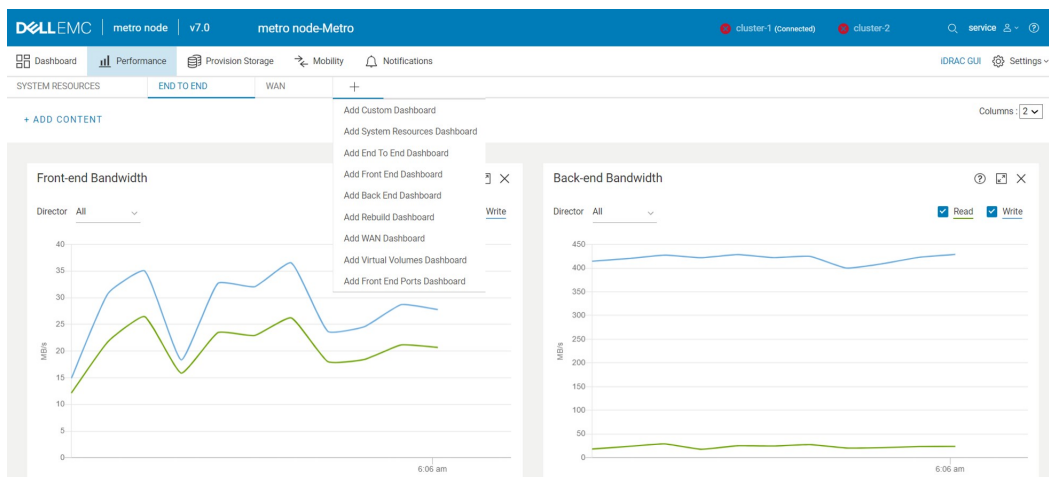 DELLEMC metro node v7.0 metro node-Metro cluster-1 (Connected) cluster-2 service
Dashboard Performance Provision Storage Mobility Notifications iDRAC GUI Settings
SYSTEM RESOURCES END TO END WAN +
+ ADD CONTENT
Columns : 2
Add Custom Dashboard
Add System Resources Dashboard
Add End To End Dashboard
Add Front End Dashboard
Add Back End Dashboard
Add Rebuild Dashboard
Add WAN Dashboard
Add Virtual Volumes Dashboard
Add Front End Ports Dashboard
Front-end Bandwidth
Director All Write
40
35
30
25
20
15
10
5
0
MB/s
6:06 am
Back-end Bandwidth
Director All Read Write
450
400
350
300
250
200
150
100
50
0
MB/s
6:06 am